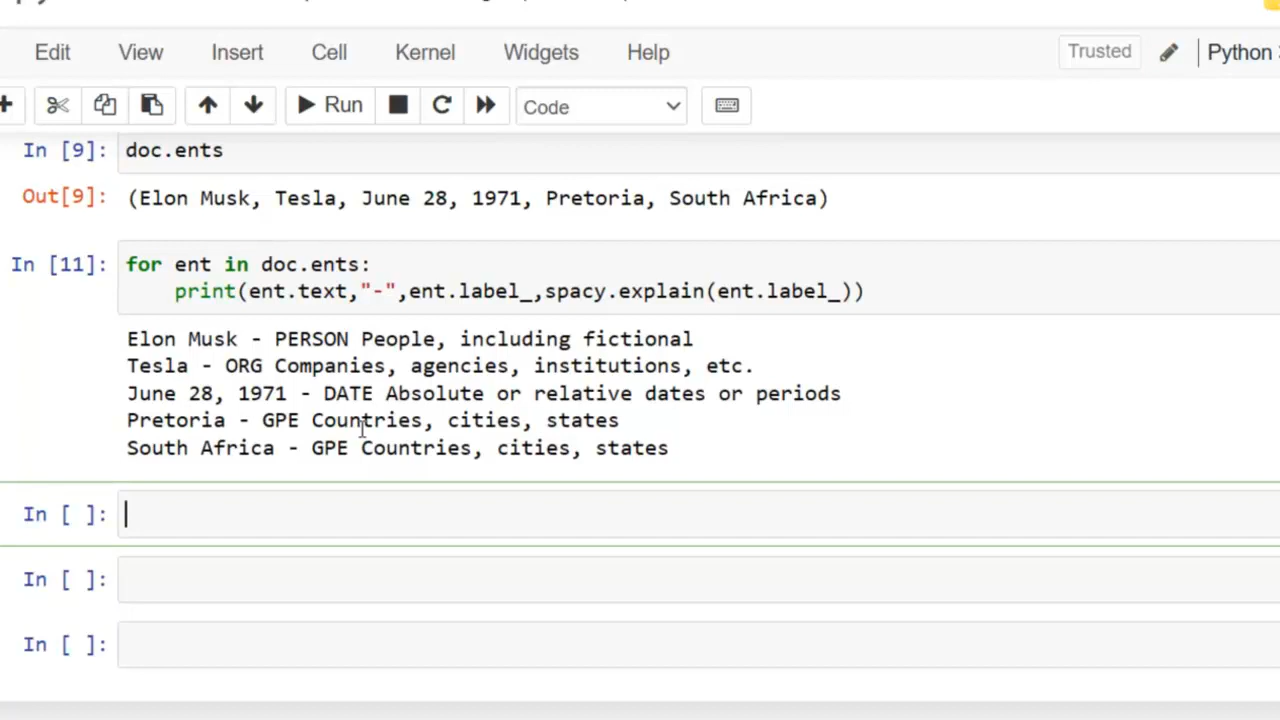 Edit View Insert Cell Kernel Widgets Help Trusted Python
Run Code
In [9]: doc.ents
Out[9]: (Elon Musk, Tesla, June 28, 1971, Pretoria, South Africa)
In [11]: for ent in doc.ents:
print(ent.text,"-",ent.label_,spacy.explain(ent.label_))
Elon Musk - PERSON People, including fictional
Tesla - ORG Companies, agencies, institutions, etc.
June 28, 1971 - DATE Absolute or relative dates or periods
Pretoria - GPE Countries, cities, states
South Africa - GPE Countries, cities, states
In [ ]:
In [ ]:
In [ ]: